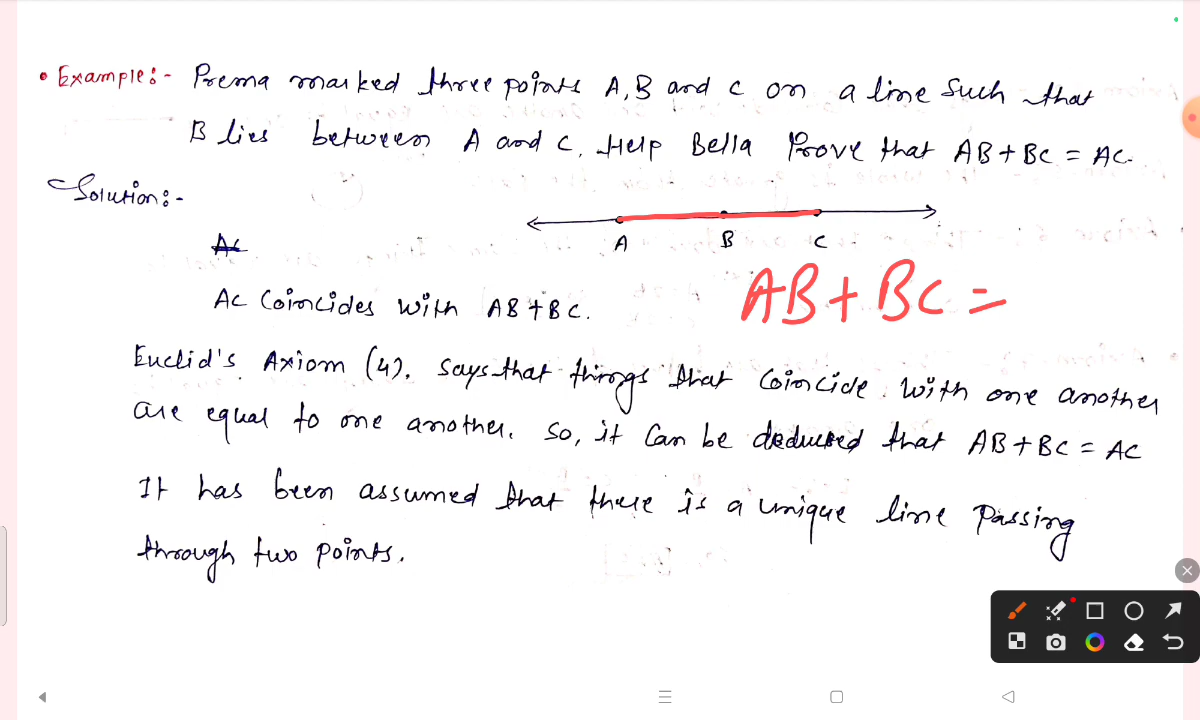 • Example:- Prema marked three points A, B and C on a line such that
B lies between A and C. Help Bella Prove that AB + BC = AC.
Solution:-
A B C
AC
AC Coincides with AB + BC.
AB + BC =
Euclid's Axiom (4). Says that things that Coincide with one another
are equal to one another. So, it Can be deducted that AB + BC = AC
It has been assumed that there is a unique line Passing
through two points.